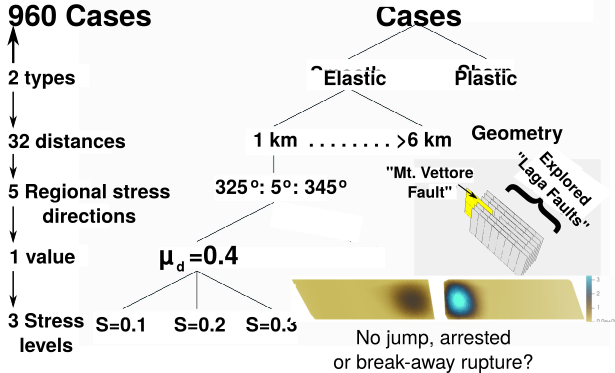 960 Cases
Cases
2 types
Elastic
Plastic
32 distances
1 km ........ >6 km
Geometry
"Mt. Vettore
Fault"
Explored
"Laga Faults"
5 Regional stress
directions
325°: 5°: 345°
1 value
μd=0.4
3 Stress
levels
S=0.1
S=0.2
S=0.3
No jump, arrested
or break-away rupture?